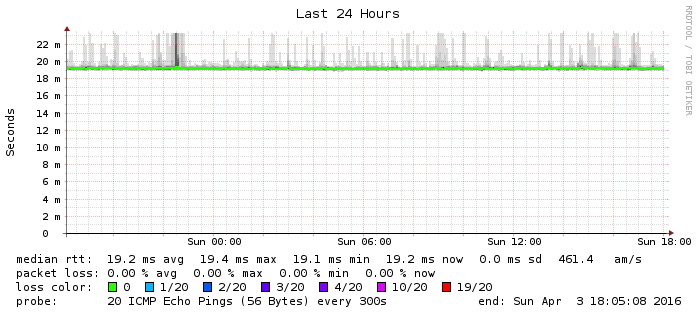 Last 24 Hours
RRDTOOL / TOBI OETIKER
Seconds
22 m
20 m
18 m
16 m
14 m
12 m
10 m
8 m
6 m
4 m
2 m
0
Sun 00:00 Sun 06:00 Sun 12:00 Sun 18:00
median rtt: 19.2 ms avg 19.4 ms max 19.1 ms min 19.2 ms now 0.0 ms sd 461.4 am/s
packet loss: 0.00 % avg 0.00 % max 0.00 % min 0.00 % now
loss color: 0 1/20 2/20 3/20 4/20 10/20 19/20
probe: 20 ICMP Echo Pings (56 Bytes) every 300s end: Sun Apr 3 18:05:08 2016